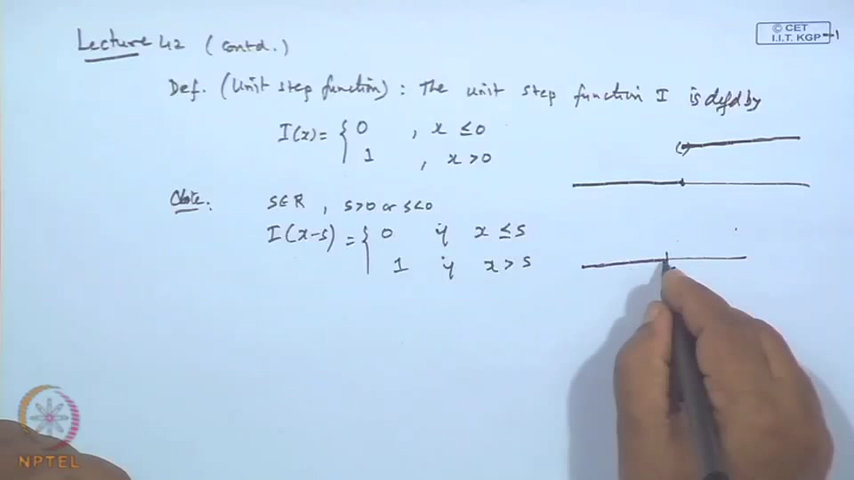 Lecture 42 (contd.)
© CET
I.I.T. KGP
Def. (Unit step function) : The unit step function I is defd by
I(x) = { 0 , x ≤ 0
1 , x > 0
Note: s ∈ R , s > 0 or s < 0
I(x-s) = { 0 if x ≤ s
1 if x > s
NPTEL